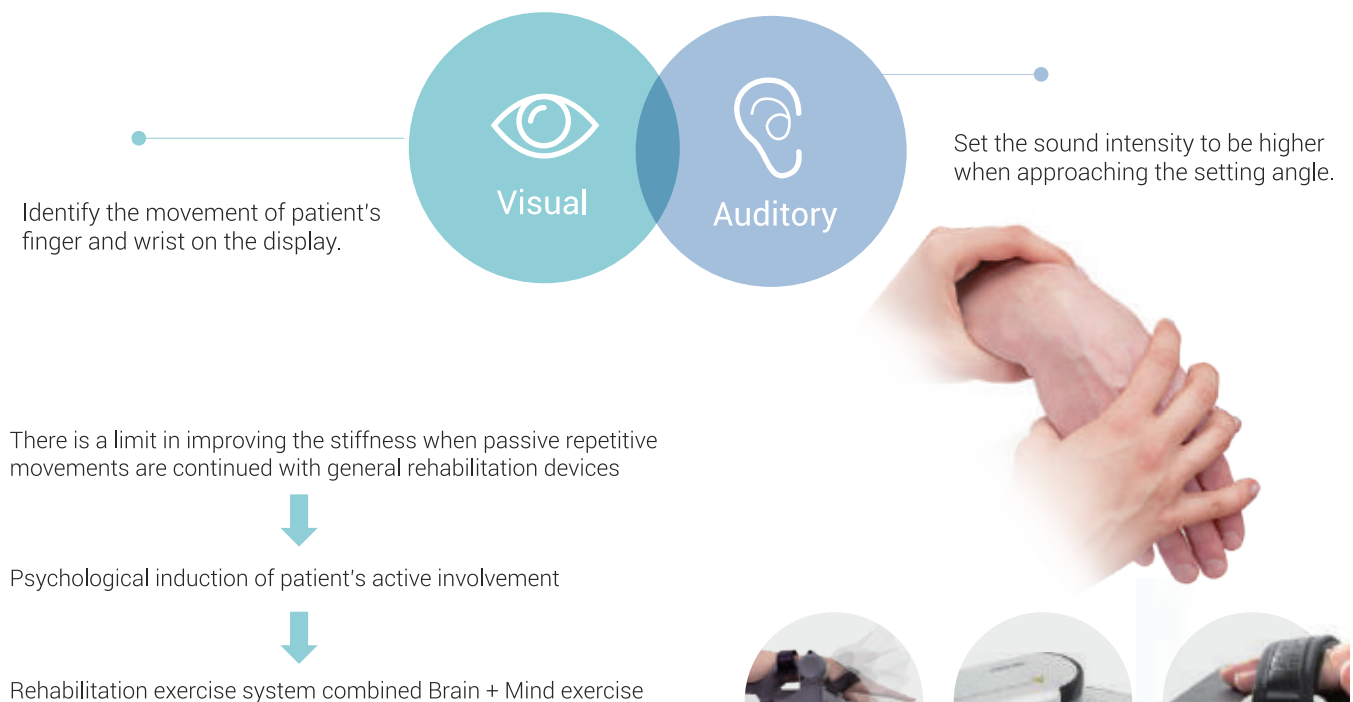 Visual
Auditory
Identify the movement of patient's
finger and wrist on the display.
Set the sound intensity to be higher
when approaching the setting angle.
There is a limit in improving the stiffness when passive repetitive
movements are continued with general rehabilitation devices
Psychological induction of patient's active involvement
Rehabilitation exercise system combined Brain + Mind exercise